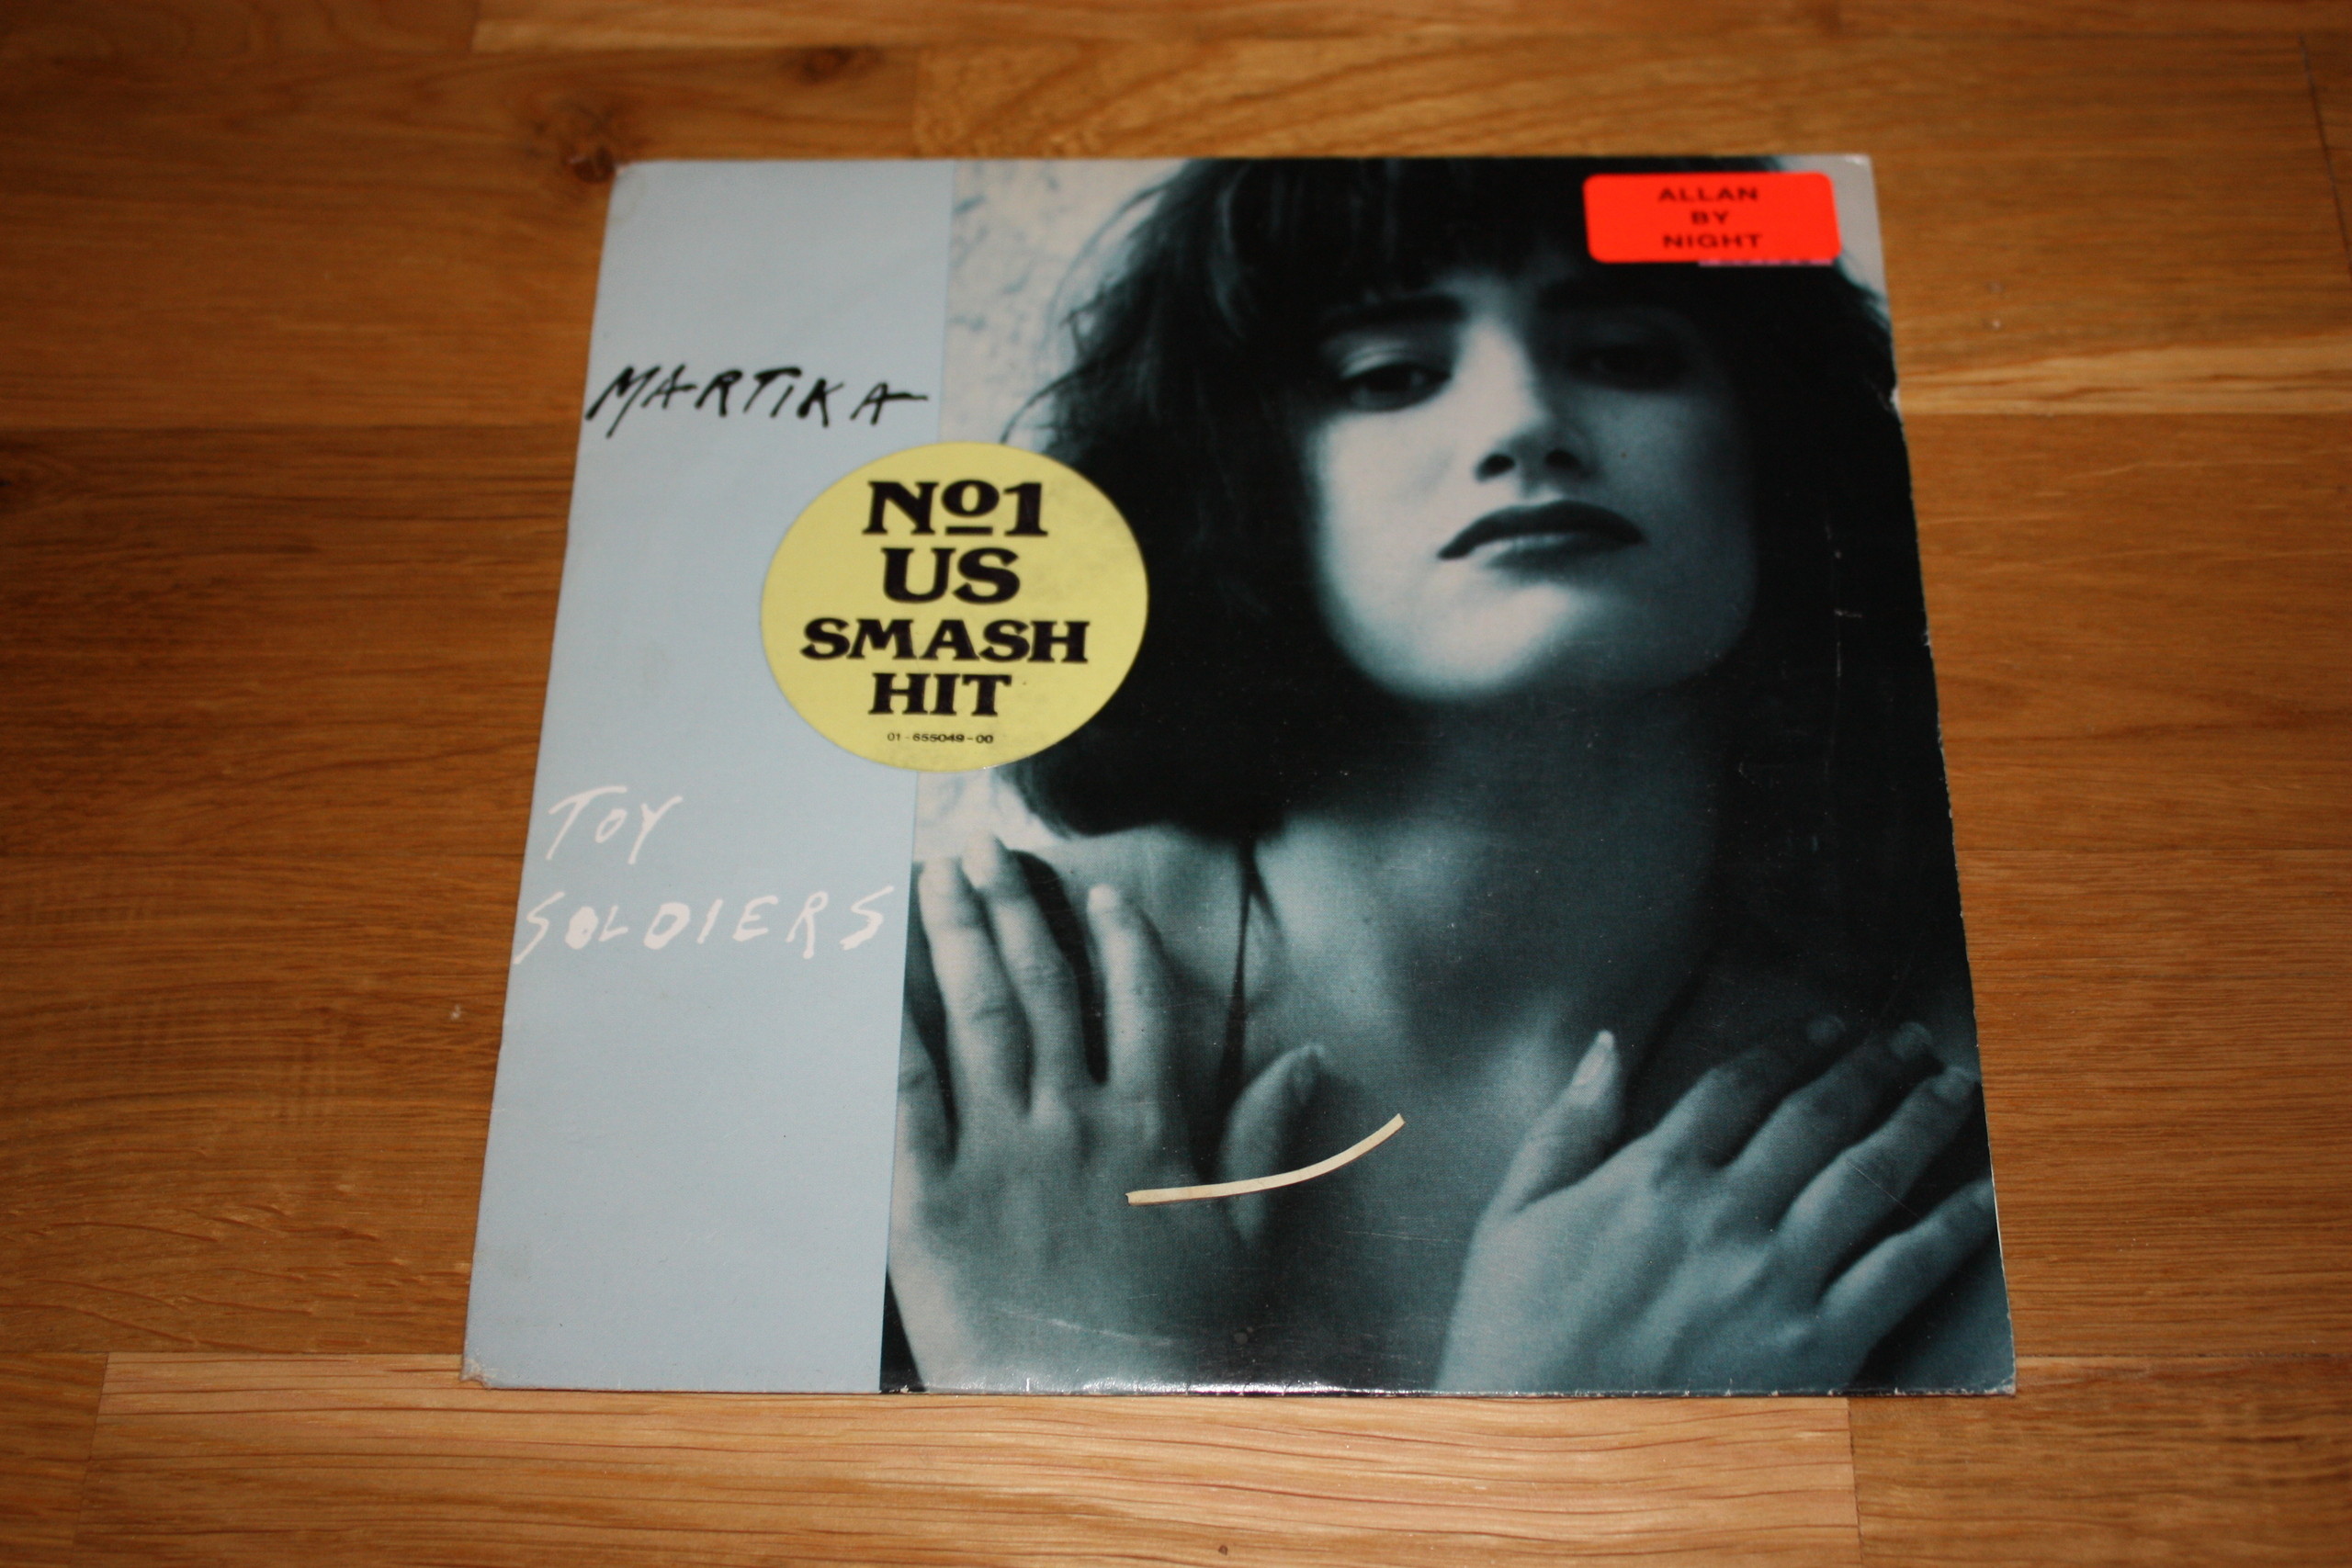 ALLAN
BY
NIGHT
MARTIKA
Nº1
US
SMASH
HIT
01-655049-00
TOY
SOLDIERS